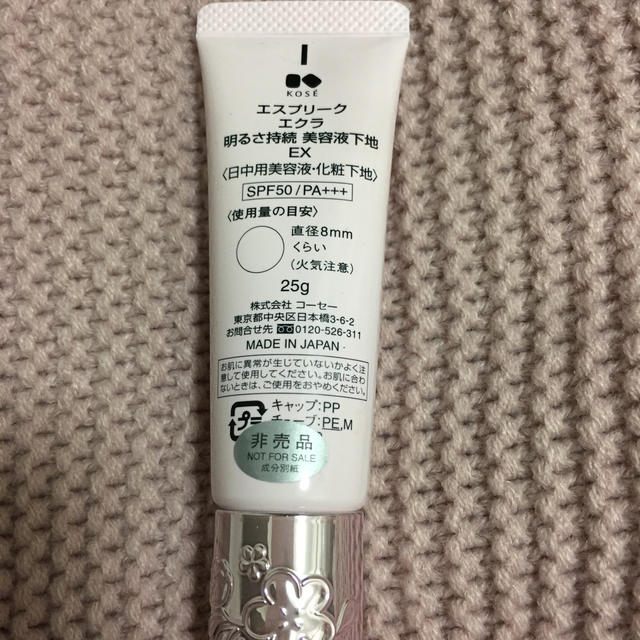 KOSÉ
エスプリーク
エクラ
明るさ持続 美容液下地
EX
〈日中用美容液・化粧下地〉
SPF50/PA+++
〈使用量の目安〉
直径8mm
くらい
(火気注意)
25g
株式会社 コーセー
東京都中央区日本橋3-6-2
お問合せ先 0120-526-311
MADE IN JAPAN
お肌に異常が生じていないかよく注
意して使用してください。お肌に合わ
ないときは、ご使用をおやめください。
プラ
キャップ:PP
チューブ:PE,M
非売品
NOT FOR SALE
成分別紙